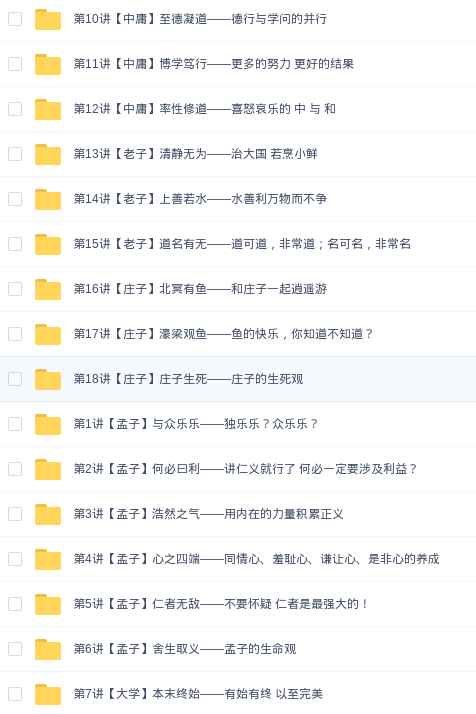 第10讲【中庸】至德凝道——德行与学问的并行
第11讲【中庸】博学笃行——更多的努力 更好的结果
第12讲【中庸】率性修道——喜怒哀乐的 中 与 和
第13讲【老子】清静无为——治大国 若烹小鲜
第14讲【老子】上善若水——水善利万物而不争
第15讲【老子】道名有无——道可道，非常道；名可名，非常名
第16讲【庄子】北冥有鱼——和庄子一起逍遥游
第17讲【庄子】濠梁观鱼——鱼的快乐，你知道不知道？
第18讲【庄子】庄子生死——庄子的生死观
第1讲【孟子】与众乐乐——独乐乐？众乐乐？
第2讲【孟子】何必曰利——讲仁义就行了 何必一定要涉及利益？
第3讲【孟子】浩然之气——用内在的力量积累正义
第4讲【孟子】心之四端——同情心、羞耻心、谦让心、是非心的养成
第5讲【孟子】仁者无敌——不要怀疑 仁者是最强大的！
第6讲【孟子】舍生取义——孟子的生命观
第7讲【大学】本末终始——有始有终 以至完美